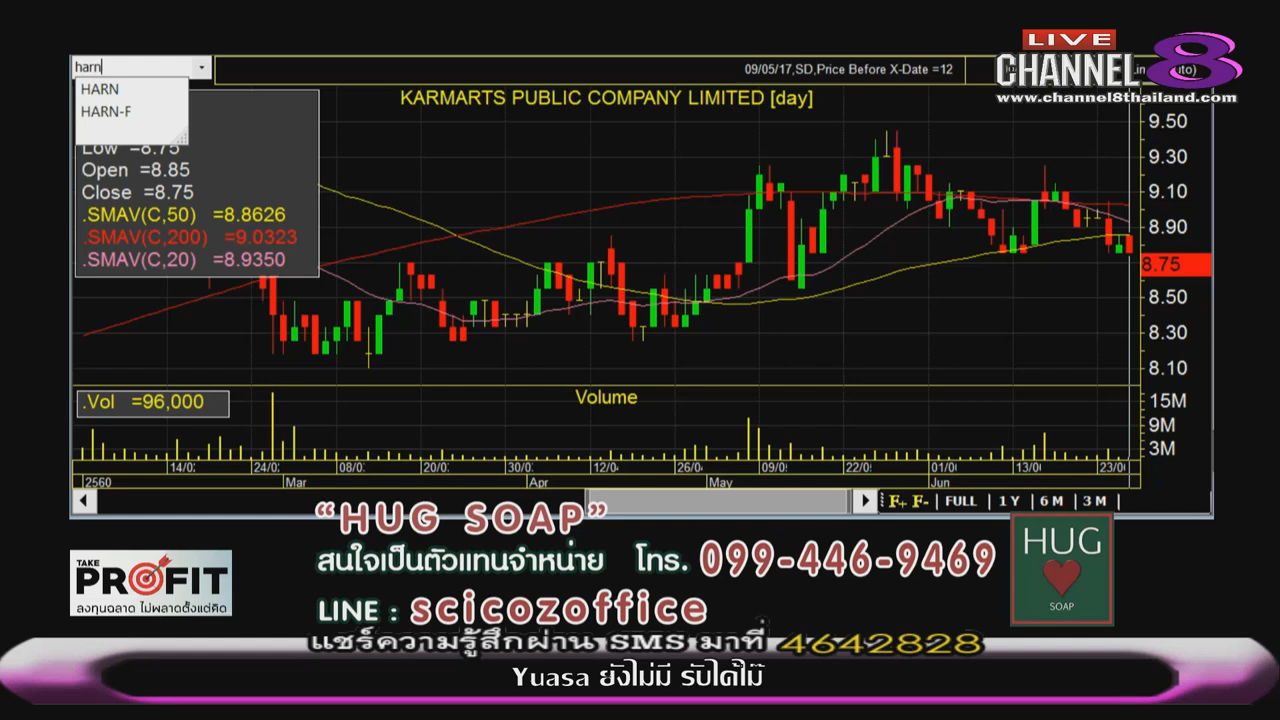 harn
HARN
HARN-F
09/05/17,SD,Price Before X-Date =12
LIVE
CHANNEL 8
www.channel8thailand.com
KARMARTS PUBLIC COMPANY LIMITED [day]
Low =8.75
Open =8.85
Close =8.75
.SMAV(C,50) =8.8626
.SMAV(C,200) =9.0323
.SMAV(C,20) =8.9350
9.50
9.30
9.10
8.90
8.75
8.50
8.30
8.10
.Vol =96,000
Volume
15M
9M
3M
14/02 24/02 08/0 20/0 30/0 12/04 26/04 09/05 22/05 01/06 13/06 23/06
2560 Mar Apr May Jun
F+ F- | FULL | 1 Y | 6 M | 3 M |
“HUG SOAP”
สนใจเป็นตัวแทนจำหน่าย โทร. 099-446-9469
LINE : scicozoffice
HUG
SOAP
TAKE
PROFIT
ลงทุนฉลาด ไม่พลาดตั้งแต่คิด
แชร์ความรู้สึกผ่าน SMS มาที่ 4642828
Yuasa ยังไม่มี รับได้ไม๊